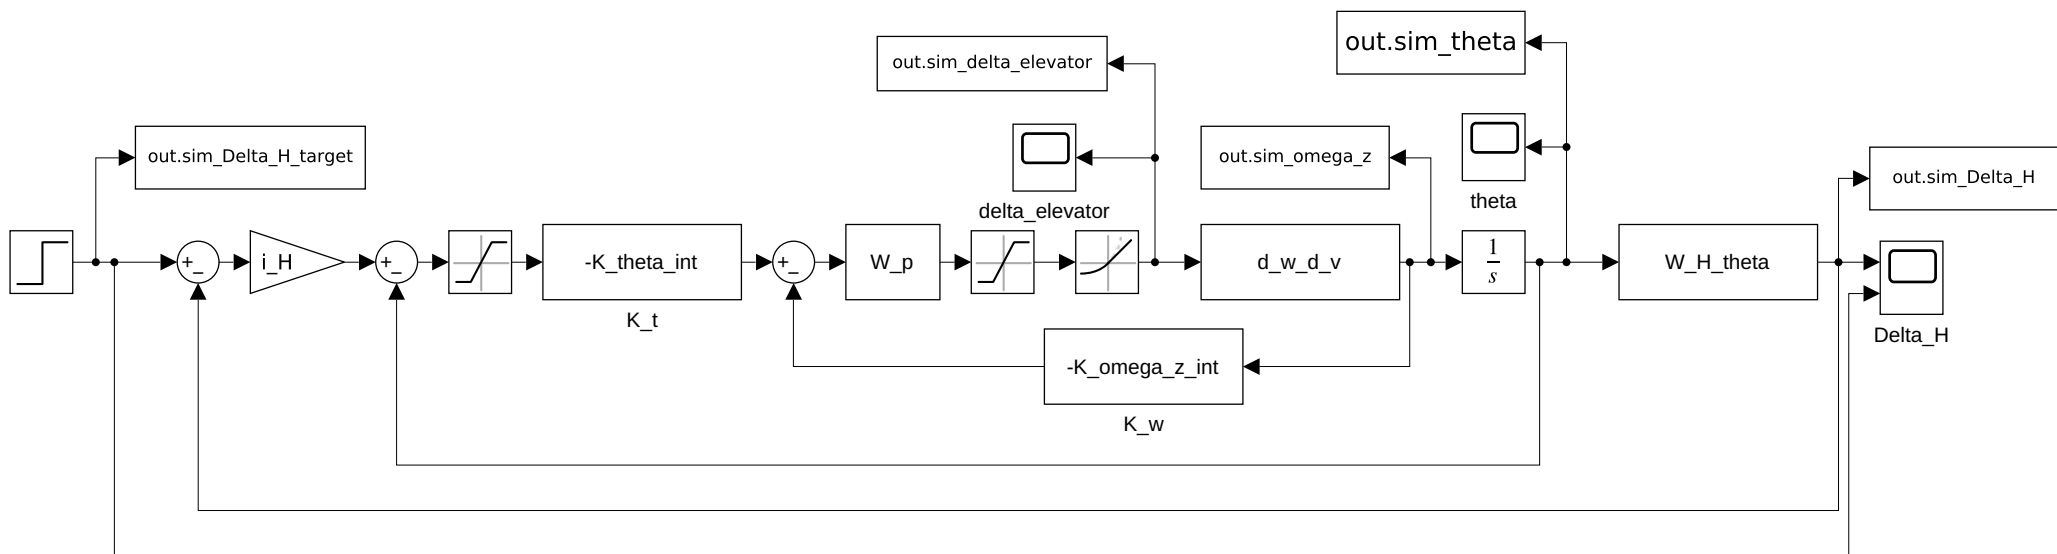 out.sim_theta
out.sim_delta_elevator
out.sim_Delta_H_target
out.sim_omega_z
theta
out.sim_Delta_H
delta_elevator
+
-
i_H
+
-
-K_theta_int
K_t
+
-
W_p
d_w_d_v
1
s
W_H_theta
Delta_H
-K_omega_z_int
K_w